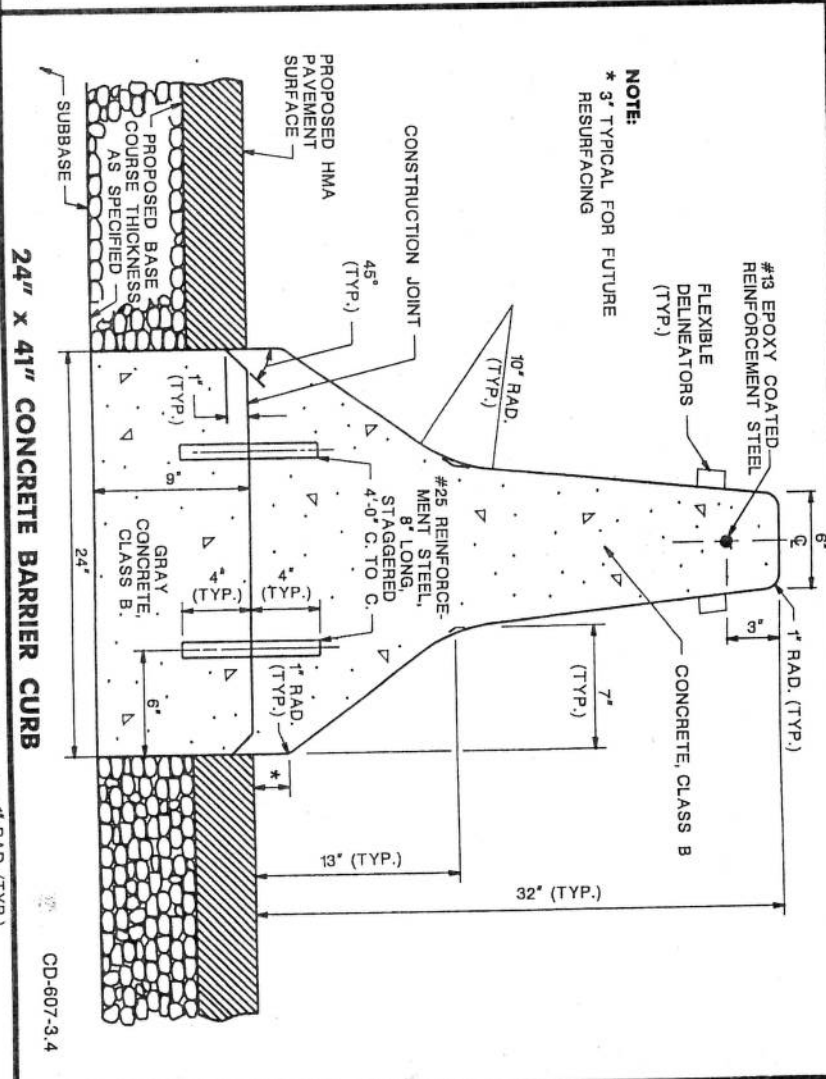 NOTE:
* 3" TYPICAL FOR FUTURE
RESURFACING
#13 EPOXY COATED
REINFORCEMENT STEEL
FLEXIBLE
DELINEATORS
(TYP.)
6"
℄
1" RAD. (TYP.)
3"
CONCRETE, CLASS B
10" RAD.
(TYP.)
7"
(TYP.)
CONSTRUCTION JOINT
45°
(TYP.)
#25 REINFORCE-
MENT STEEL,
8" LONG,
STAGGERED
4'-0" C. TO C.
1" RAD.
(TYP.)
13" (TYP.)
32" (TYP.)
*
PROPOSED HMA
PAVEMENT
SURFACE
1"
(TYP.)
4"
(TYP.)
4"
(TYP.)
9"
6"
GRAY
CONCRETE,
CLASS B.
PROPOSED BASE
COURSE THICKNESS
AS SPECIFIED
SUBBASE
24"
24" x 41" CONCRETE BARRIER CURB
CD-607-3.4
1" RAD. (TYP.)